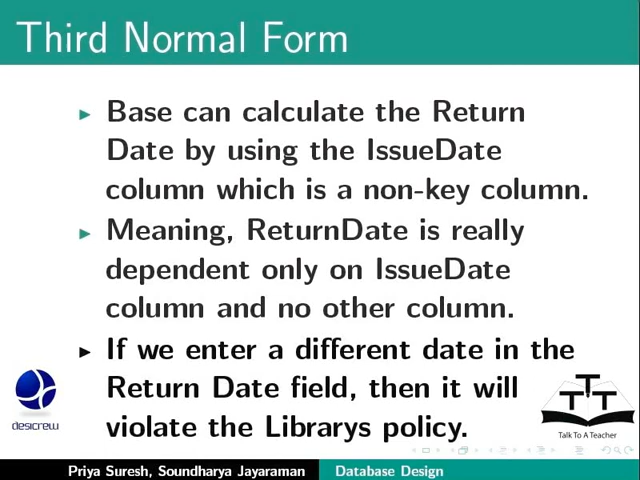 Third Normal Form
Base can calculate the Return
Date by using the IssueDate
column which is a non-key column.
Meaning, ReturnDate is really
dependent only on IssueDate
column and no other column.
If we enter a different date in the
Return Date field, then it will
violate the Librarys policy.
desicrew
T T T
Talk To A Teacher
Priya Suresh, Soundharya Jayaraman
Database Design